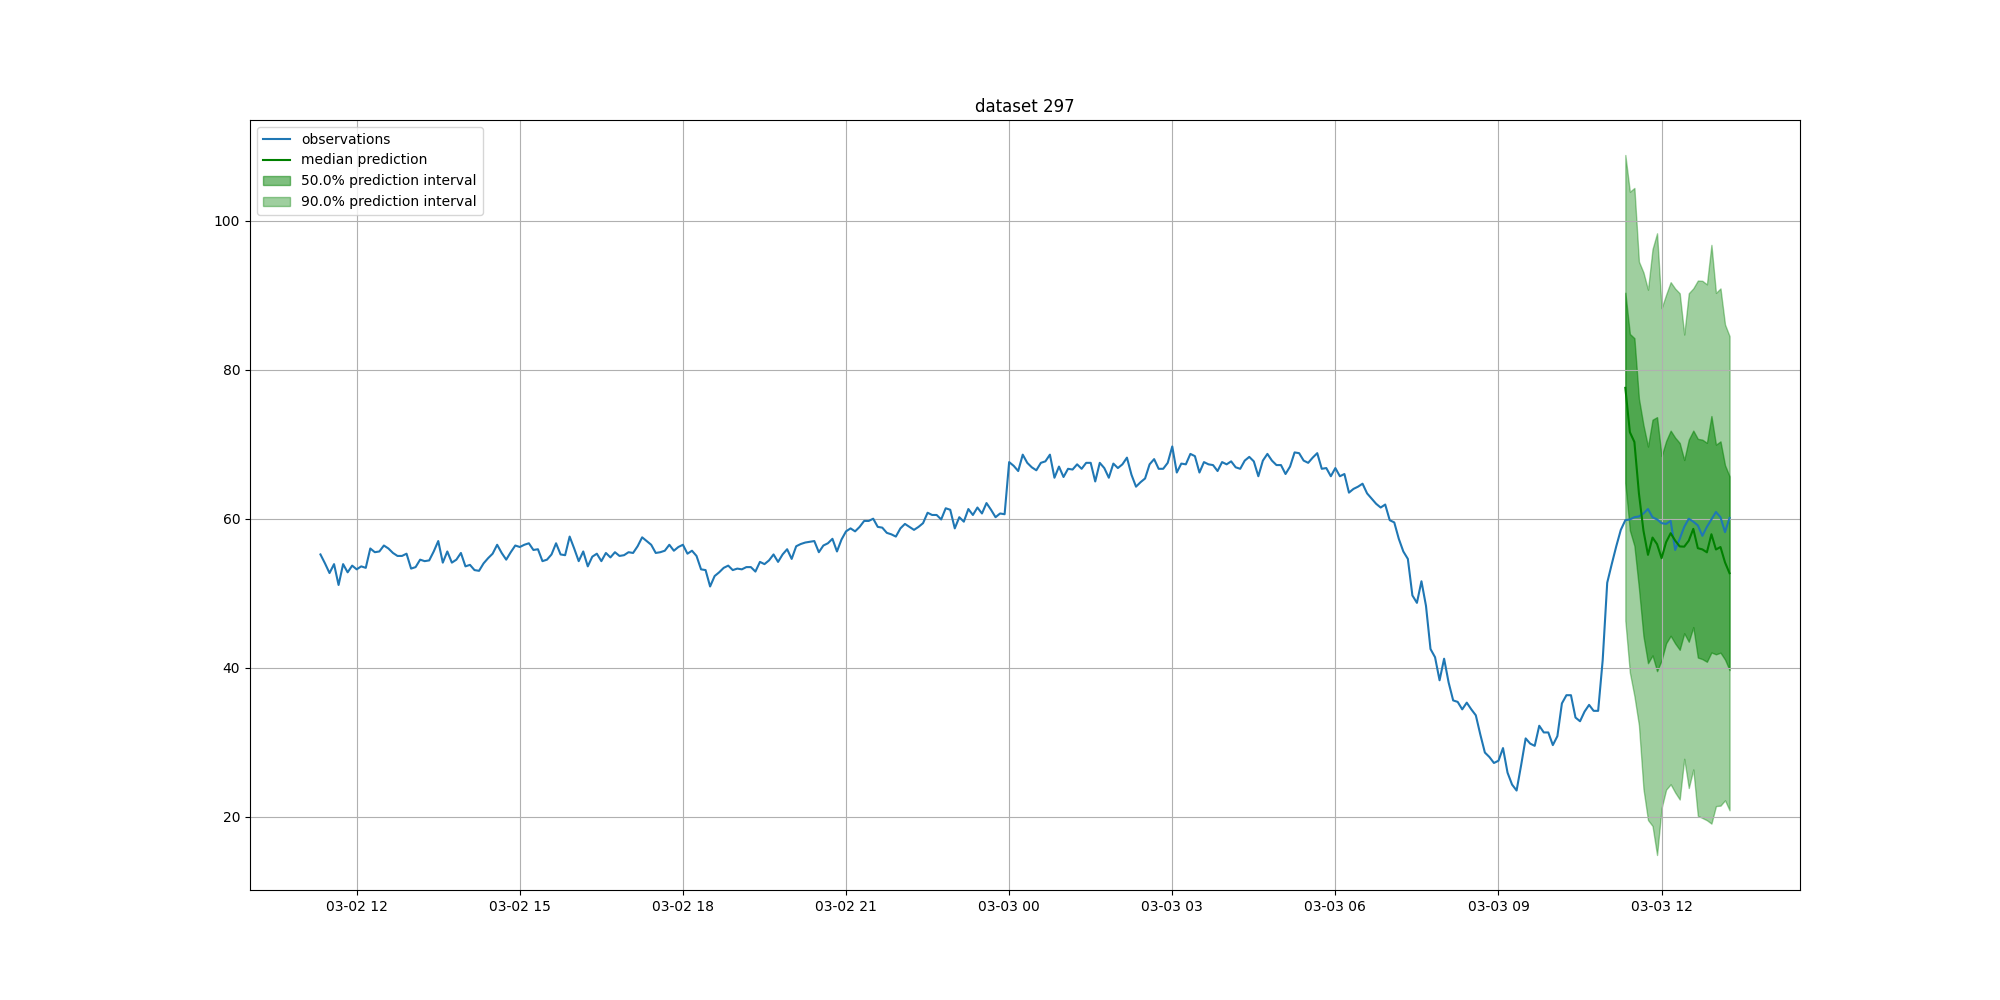 dataset 297
observations
median prediction
50.0% prediction interval
90.0% prediction interval
100
80
60
40
20
03-02 12
03-02 15
03-02 18
03-02 21
03-03 00
03-03 03
03-03 06
03-03 09
03-03 12